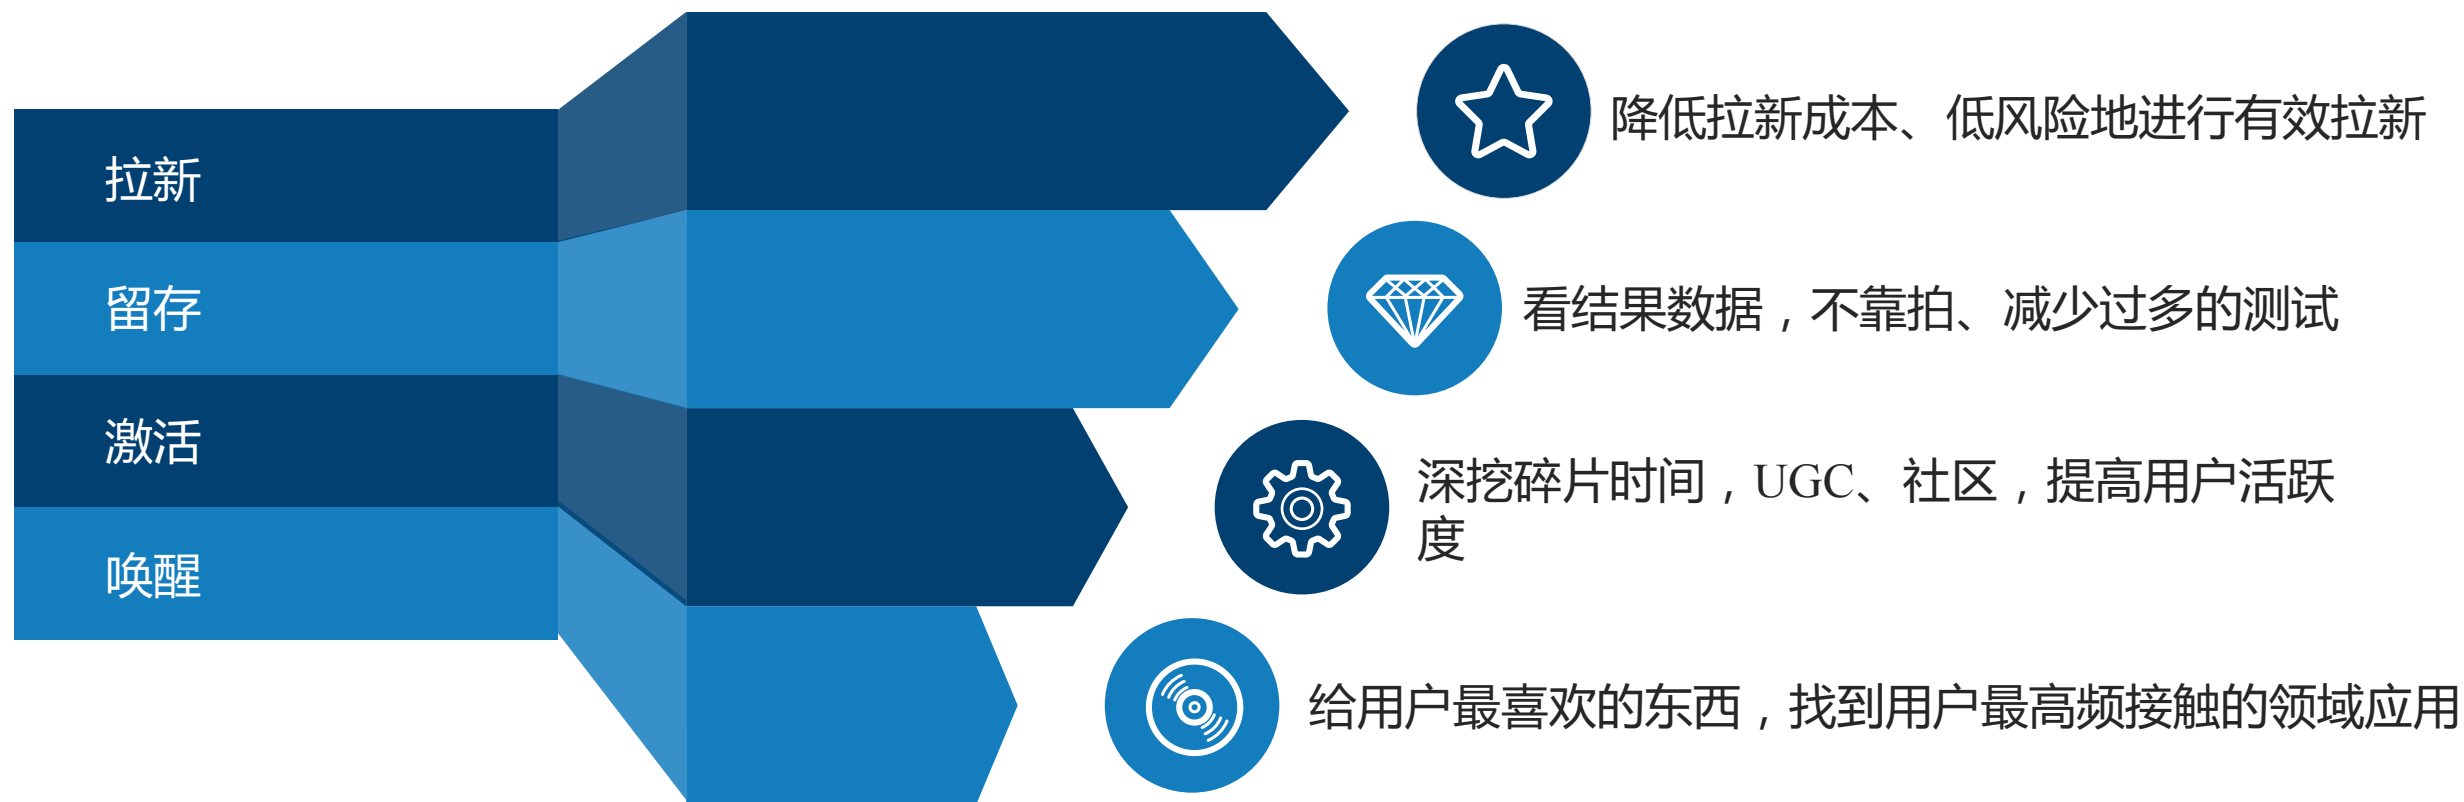 拉新
降低拉新成本、低风险地进行有效拉新
留存
看结果数据，不靠拍、减少过多的测试
激活
深挖碎片时间，UGC、社区，提高用户活跃
度
唤醒
给用户最喜欢的东西，找到用户最高频接触的领域应用